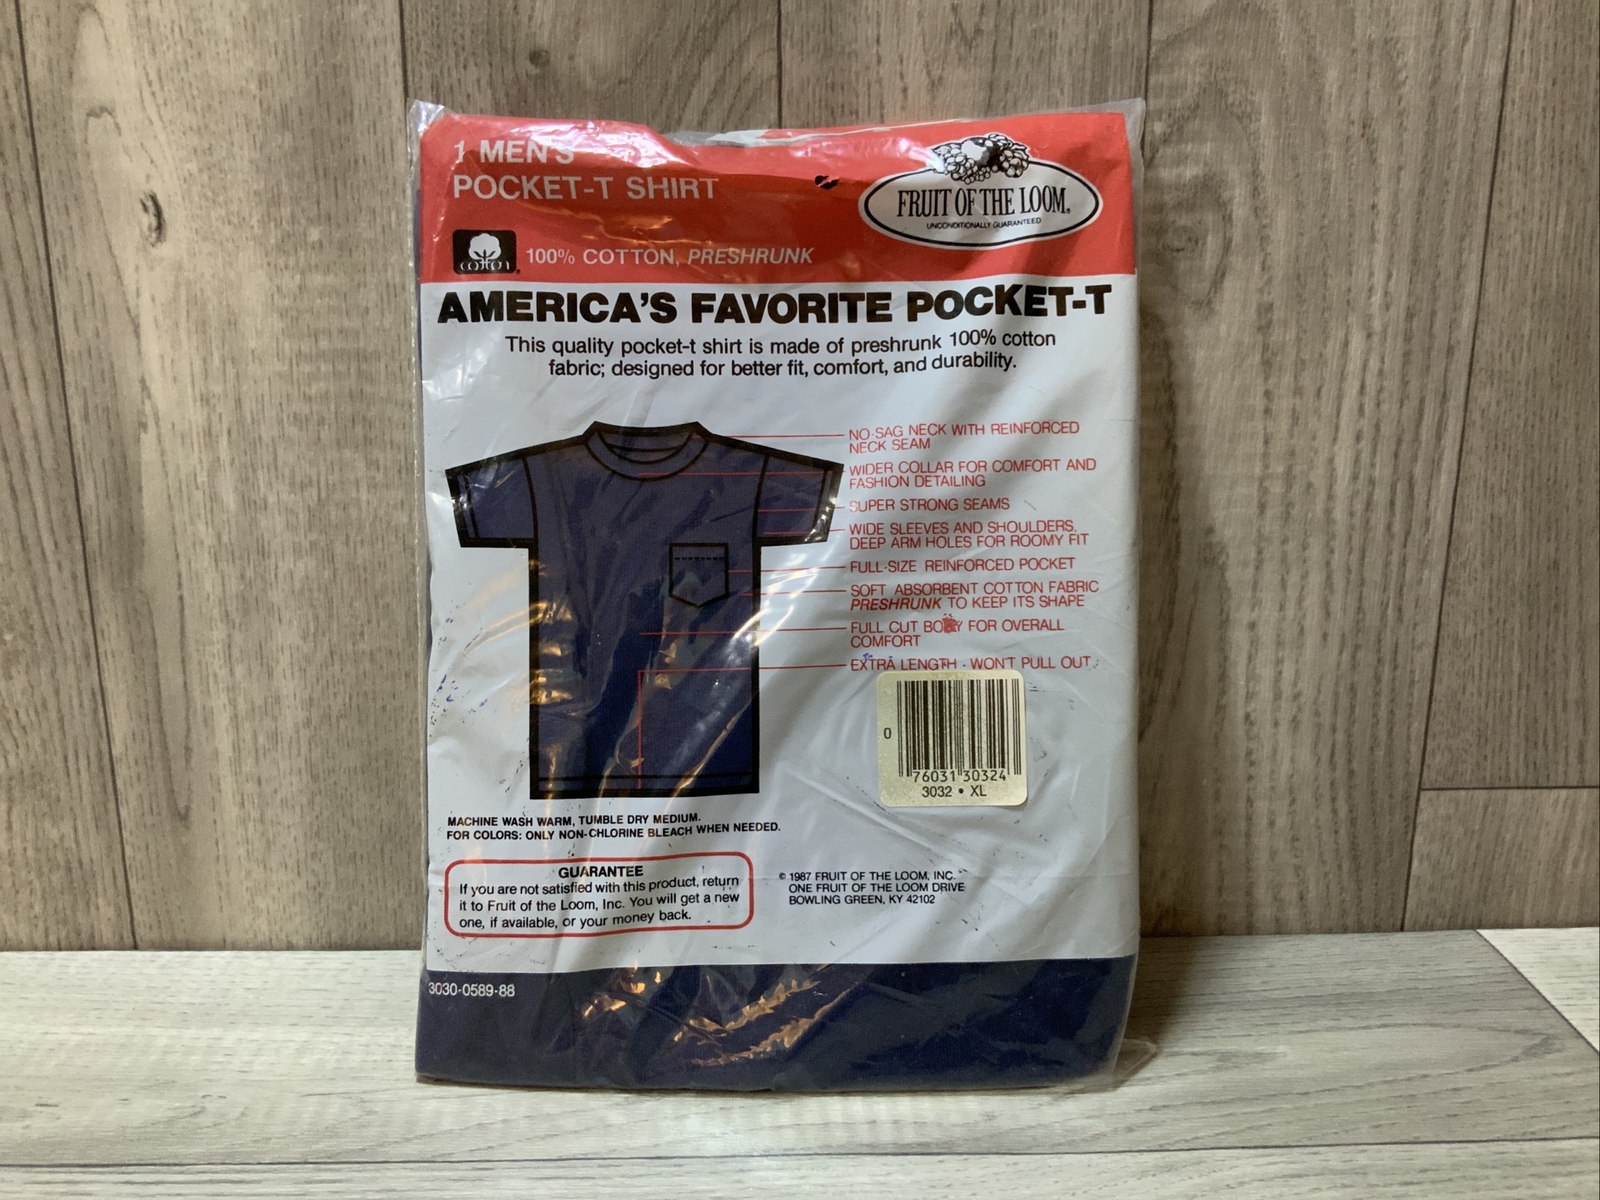 1 MEN'S
POCKET-T SHIRT
FRUIT OF THE LOOM®
UNCONDITIONALLY GUARANTEED
cotton®
100% COTTON, PRESHRUNK
AMERICA'S FAVORITE POCKET-T
This quality pocket-t shirt is made of preshrunk 100% cotton
fabric; designed for better fit, comfort, and durability.
NO-SAG NECK WITH REINFORCED
NECK SEAM
WIDER COLLAR FOR COMFORT AND
FASHION DETAILING
SUPER STRONG SEAMS
WIDE SLEEVES AND SHOULDERS,
DEEP ARM HOLES FOR ROOMY FIT
FULL-SIZE REINFORCED POCKET
SOFT ABSORBENT COTTON FABRIC
PRESHRUNK TO KEEP ITS SHAPE
FULL CUT BODY FOR OVERALL
COMFORT
EXTRA LENGTH - WON'T PULL OUT
0
76031 30324
3032 • XL
MACHINE WASH WARM, TUMBLE DRY MEDIUM.
FOR COLORS: ONLY NON-CHLORINE BLEACH WHEN NEEDED.
GUARANTEE
If you are not satisfied with this product, return
it to Fruit of the Loom, Inc. You will get a new
one, if available, or your money back.
© 1987 FRUIT OF THE LOOM, INC.
ONE FRUIT OF THE LOOM DRIVE
BOWLING GREEN, KY 42102
3030-0589-88